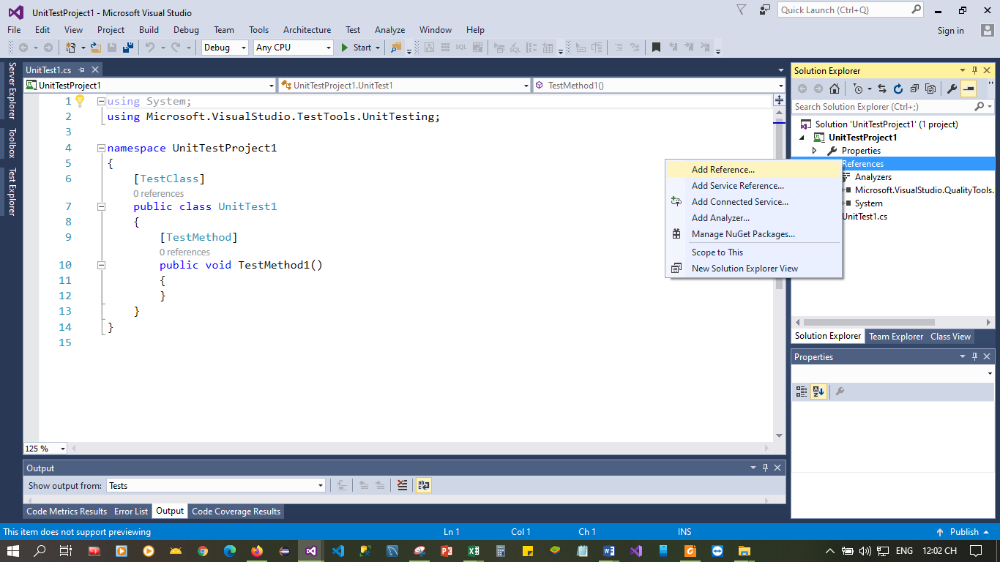 UnitTestProject1 - Microsoft Visual Studio
Quick Launch (Ctrl+Q)
File Edit View Project Build Debug Team Tools Architecture Test Analyze Window Help
Sign in
Debug Any CPU Start
Server Explorer
Toolbox
Test Explorer
UnitTest1.cs
UnitTestProject1 UnitTestProject1.UnitTest1 TestMethod1()
1 using System;
2 using Microsoft.VisualStudio.TestTools.UnitTesting;
3
4 namespace UnitTestProject1
5 {
6 [TestClass]
0 references
7 public class UnitTest1
8 {
9 [TestMethod]
0 references
10 public void TestMethod1()
11 {
12 }
13 }
14 }
15
125 %
Add Reference...
Add Service Reference...
Add Connected Service...
Add Analyzer...
Manage NuGet Packages...
Scope to This
New Solution Explorer View
Solution Explorer
Search Solution Explorer (Ctrl+;)
Solution 'UnitTestProject1' (1 project)
UnitTestProject1
Properties
References
Analyzers
Microsoft.VisualStudio.QualityTools.
System
UnitTest1.cs
Solution Explorer Team Explorer Class View
Properties
Output
Show output from: Tests
Code Metrics Results Error List Output Code Coverage Results
This item does not support previewing Ln 1 Col 1 Ch 1 INS Publish
ENG 12:02 CH